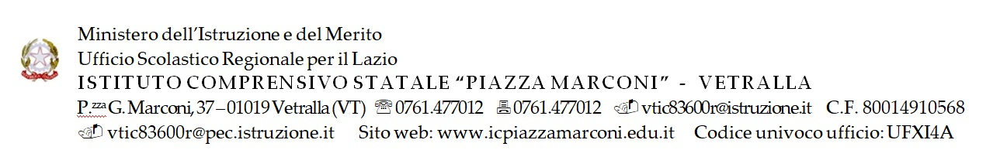 Ministero dell’Istruzione e del Merito
Ufficio Scolastico Regionale per il Lazio
ISTITUTO COMPRENSIVO STATALE “PIAZZA MARCONI” - VETRALLA
P.zza G. Marconi, 37 – 01019 Vetralla (VT) ☏ 0761.477012 🖷 0761.477012 vtic83600r@istruzione.it C.F. 80014910568
vtic83600r@pec.istruzione.it Sito web: www.icpiazzamarconi.edu.it Codice univoco ufficio: UFXI4A